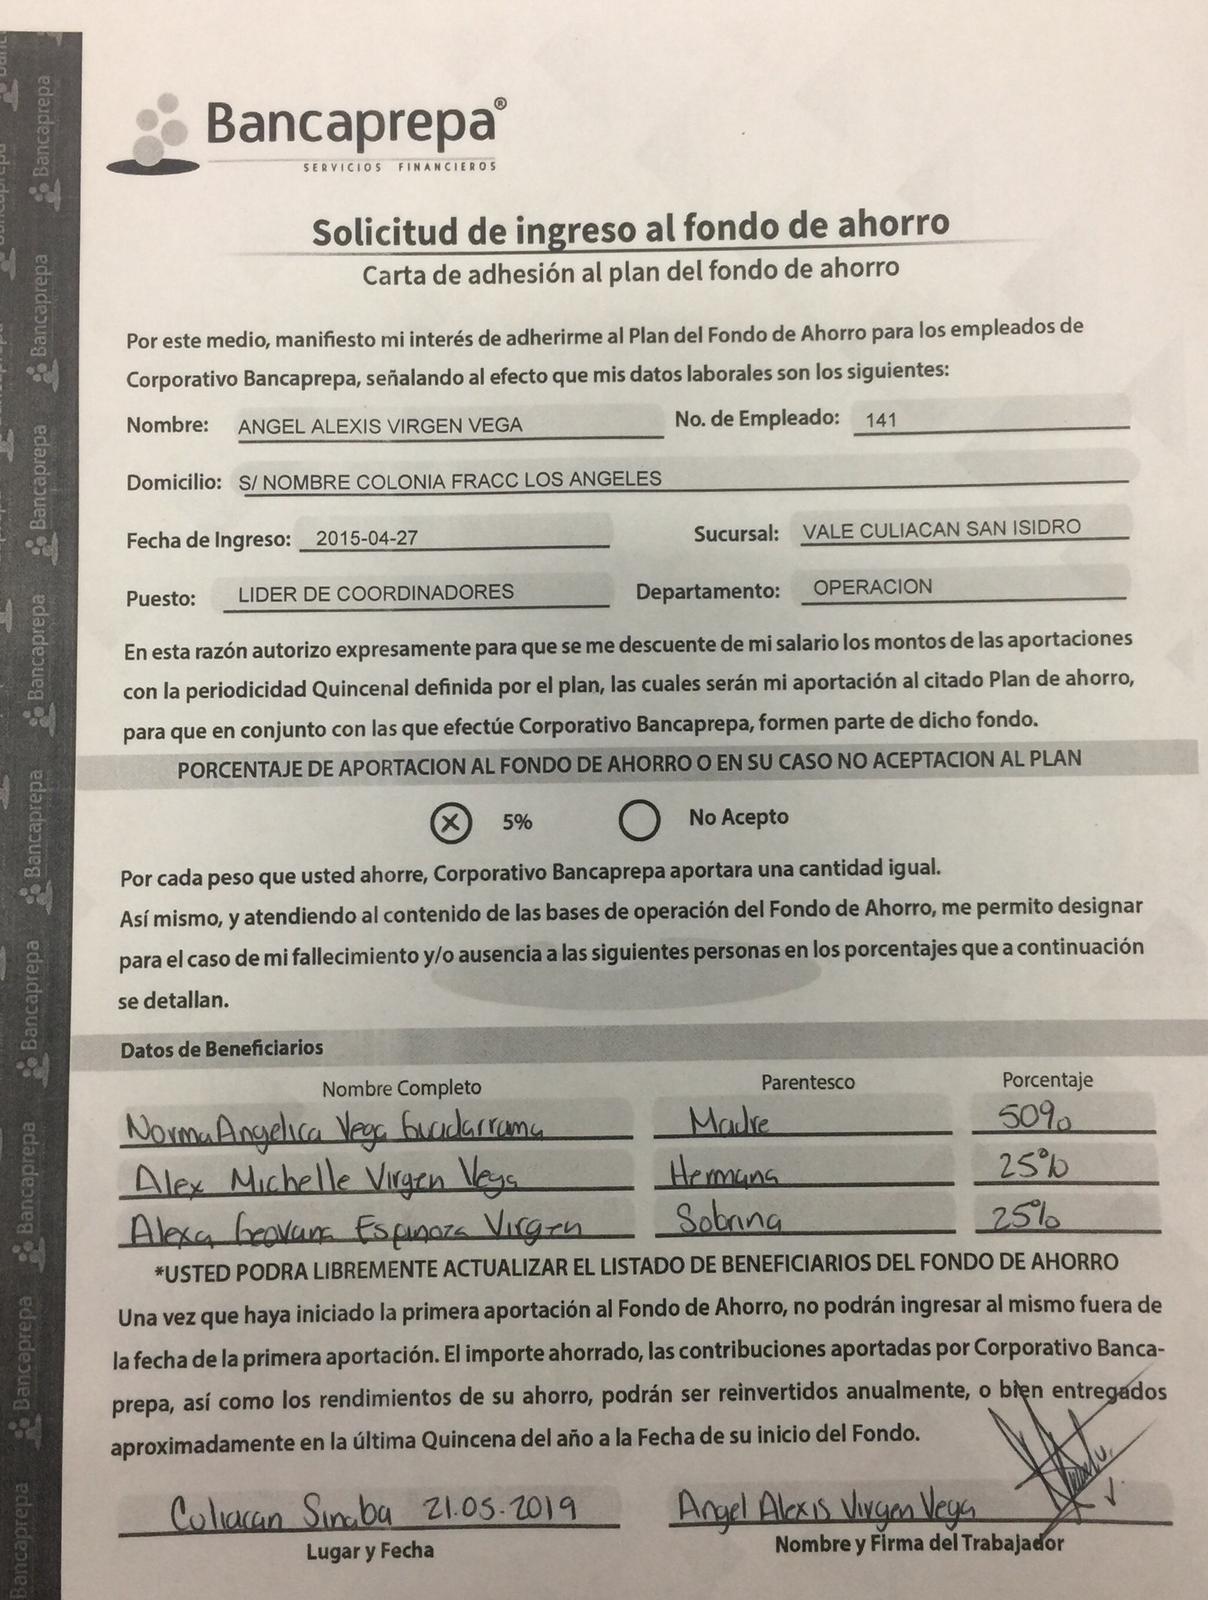 Bancaprepa®
SERVICIOS FINANCIEROS
Solicitud de ingreso al fondo de ahorro
Carta de adhesión al plan del fondo de ahorro
Por este medio, manifiesto mi interés de adherirme al Plan del Fondo de Ahorro para los empleados de
Corporativo Bancaprepa, señalando al efecto que mis datos laborales son los siguientes:
Nombre: ANGEL ALEXIS VIRGEN VEGA No. de Empleado: 141
Domicilio: S/ NOMBRE COLONIA FRACC LOS ANGELES
Fecha de Ingreso: 2015-04-27 Sucursal: VALE CULIACAN SAN ISIDRO
Puesto: LIDER DE COORDINADORES Departamento: OPERACION
En esta razón autorizo expresamente para que se me descuente de mi salario los montos de las aportaciones
con la periodicidad Quincenal definida por el plan, las cuales serán mi aportación al citado Plan de ahorro,
para que en conjunto con las que efectúe Corporativo Bancaprepa, formen parte de dicho fondo.
PORCENTAJE DE APORTACION AL FONDO DE AHORRO O EN SU CASO NO ACEPTACION AL PLAN
X 5% No Acepto
Por cada peso que usted ahorre, Corporativo Bancaprepa aportara una cantidad igual.
Así mismo, y atendiendo al contenido de las bases de operación del Fondo de Ahorro, me permito designar
para el caso de mi fallecimiento y/o ausencia a las siguientes personas en los porcentajes que a continuación
se detallan.
Datos de Beneficiarios
Nombre Completo Parentesco Porcentaje
Norma Angelica Vega Guadarrama Madre 50%
Alex Michelle Virgen Vega Hermana 25%
Alexa Geovana Espinoza Virgen Sobrina 25%
*USTED PODRA LIBREMENTE ACTUALIZAR EL LISTADO DE BENEFICIARIOS DEL FONDO DE AHORRO
Una vez que haya iniciado la primera aportación al Fondo de Ahorro, no podrán ingresar al mismo fuera de
la fecha de la primera aportación. El importe ahorrado, las contribuciones aportadas por Corporativo Banca-
prepa, así como los rendimientos de su ahorro, podrán ser reinvertidos anualmente, o bien entregados
aproximadamente en la última Quincena del año a la Fecha de su inicio del Fondo.
Culiacan Sinaloa 21.05.2019 Angel Alexis Virgen Vega
Lugar y Fecha Nombre y Firma del Trabajador